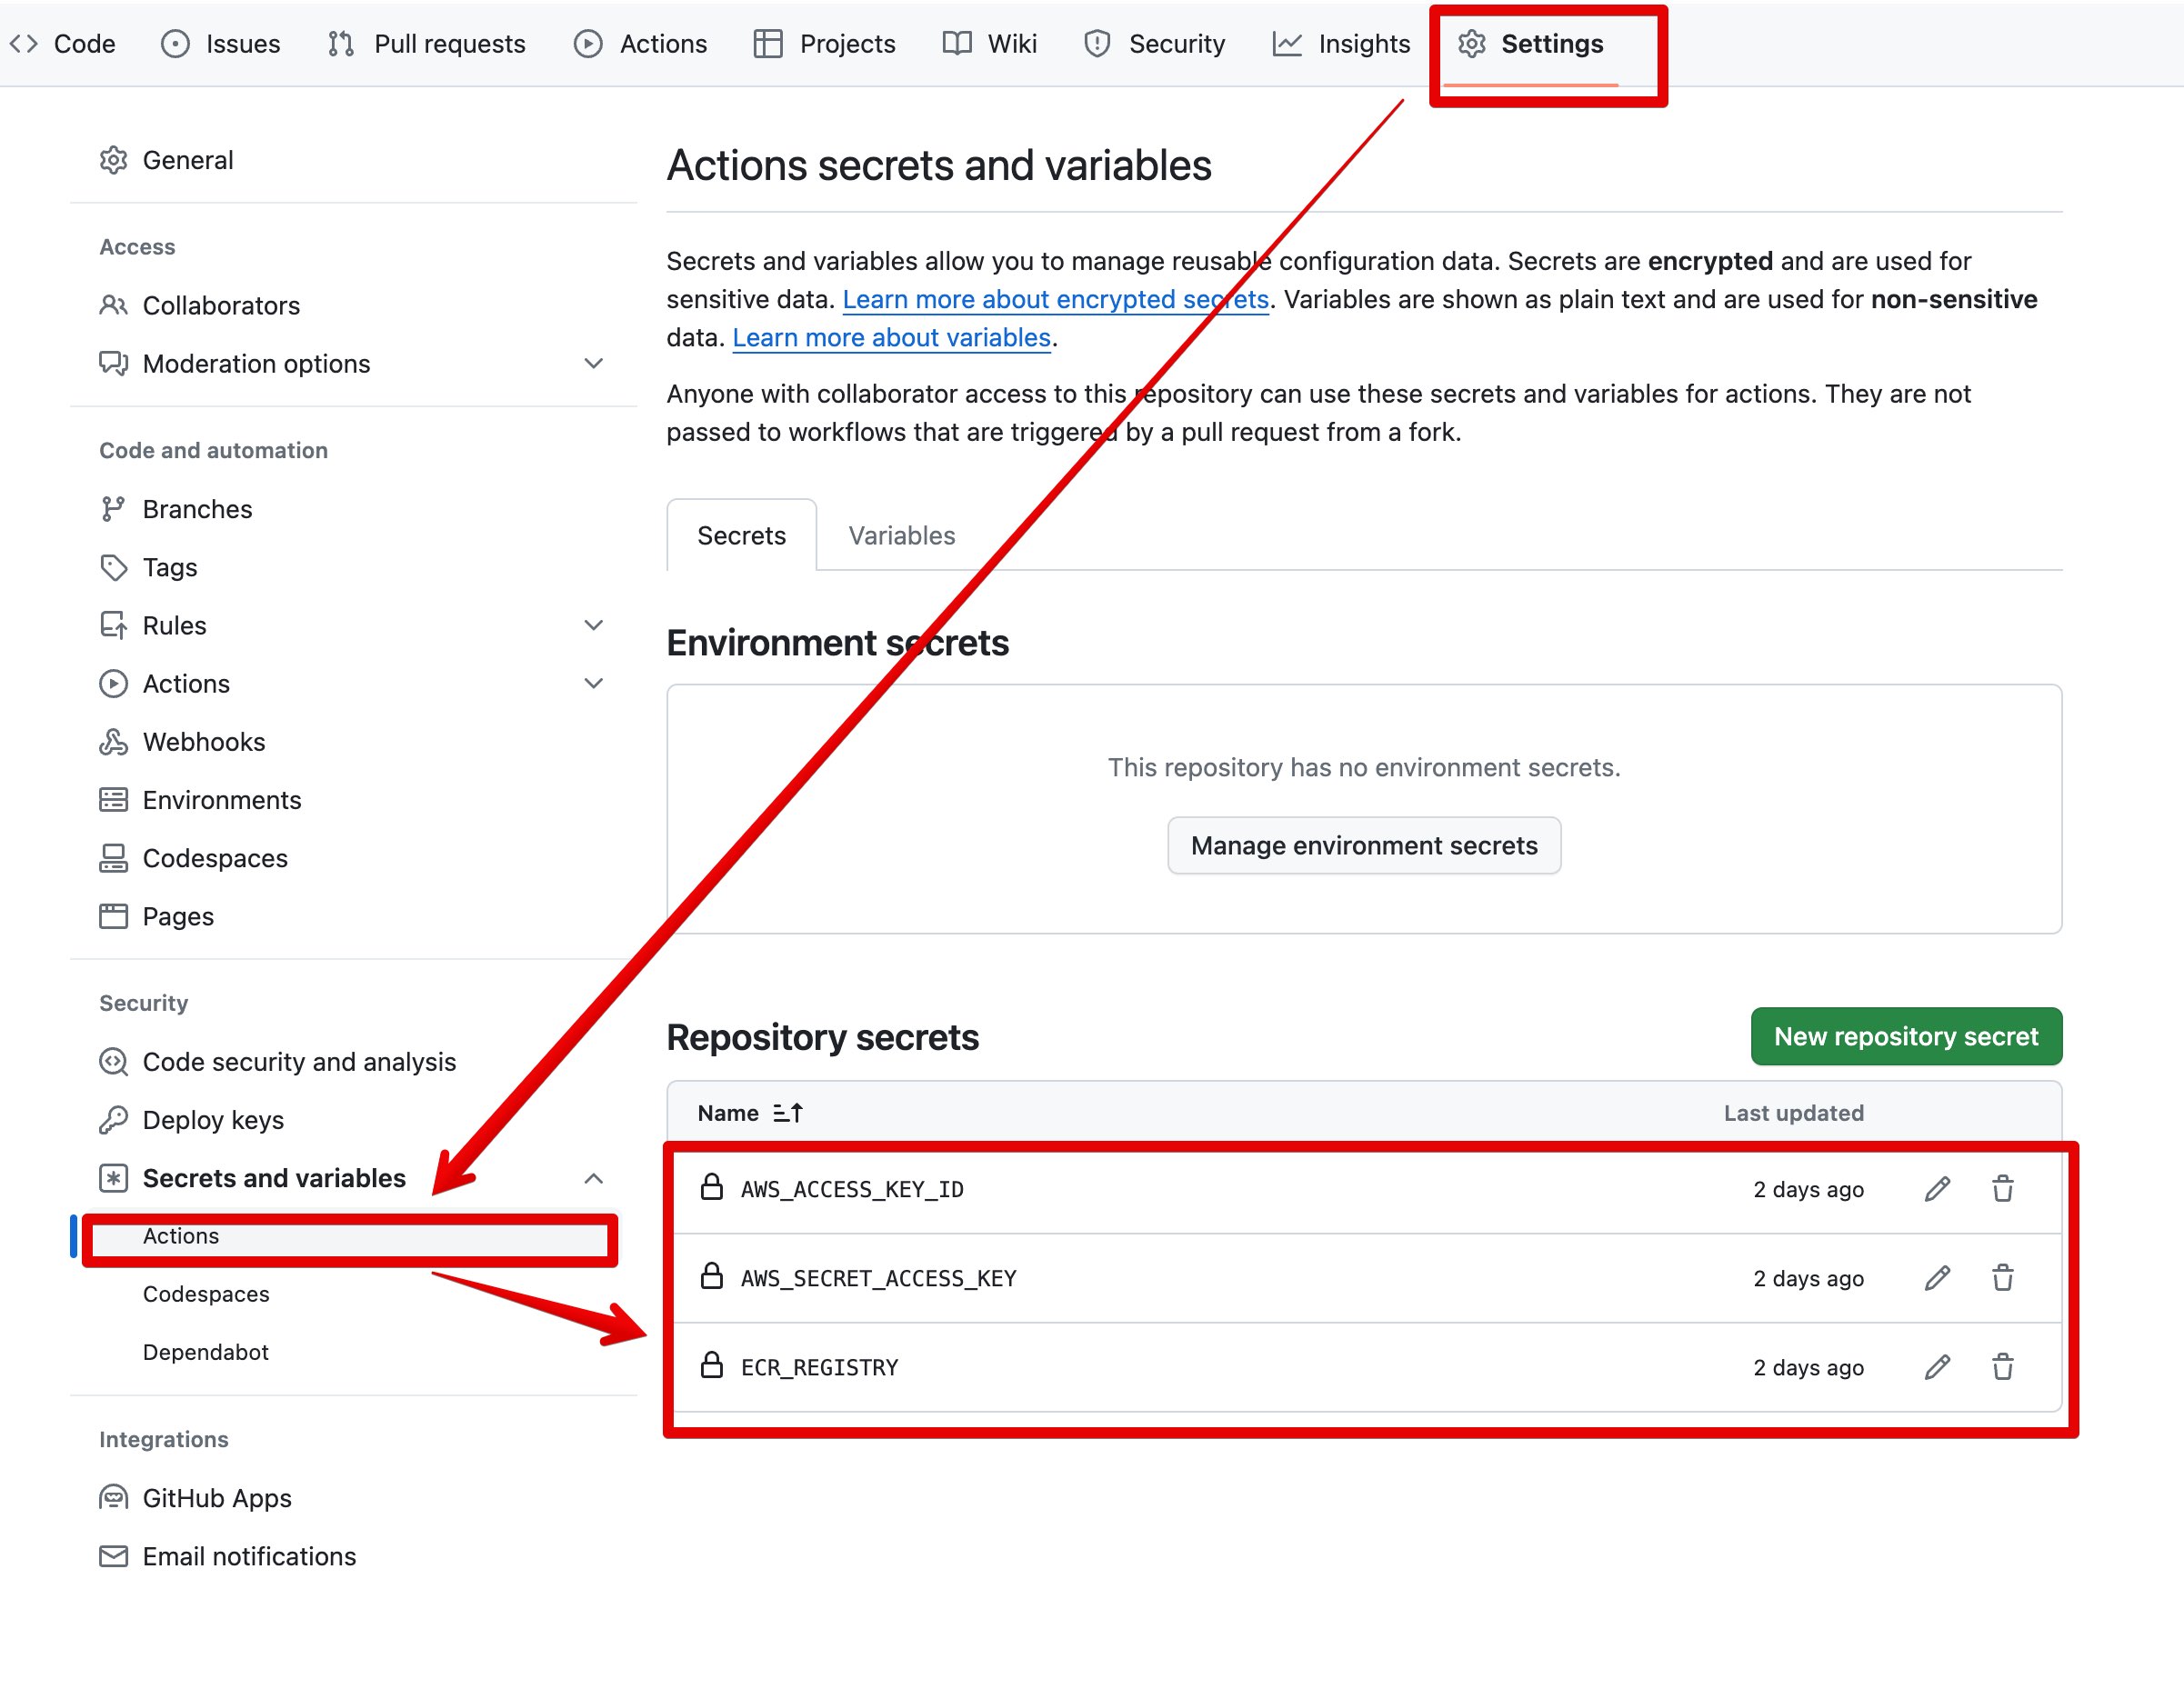 Code Issues Pull requests Actions Projects Wiki Security Insights Settings
General
Access
Collaborators
Moderation options
Code and automation
Branches
Tags
Rules
Actions
Webhooks
Environments
Codespaces
Pages
Security
Code security and analysis
Deploy keys
Secrets and variables
Actions
Codespaces
Dependabot
Integrations
GitHub Apps
Email notifications
Actions secrets and variables
Secrets and variables allow you to manage reusable configuration data. Secrets are encrypted and are used for
sensitive data. Learn more about encrypted secrets. Variables are shown as plain text and are used for non-sensitive
data. Learn more about variables.
Anyone with collaborator access to this repository can use these secrets and variables for actions. They are not
passed to workflows that are triggered by a pull request from a fork.
Secrets Variables
Environment secrets
This repository has no environment secrets.
Manage environment secrets
Repository secrets New repository secret
Name Last updated
AWS_ACCESS_KEY_ID 2 days ago
AWS_SECRET_ACCESS_KEY 2 days ago
ECR_REGISTRY 2 days ago